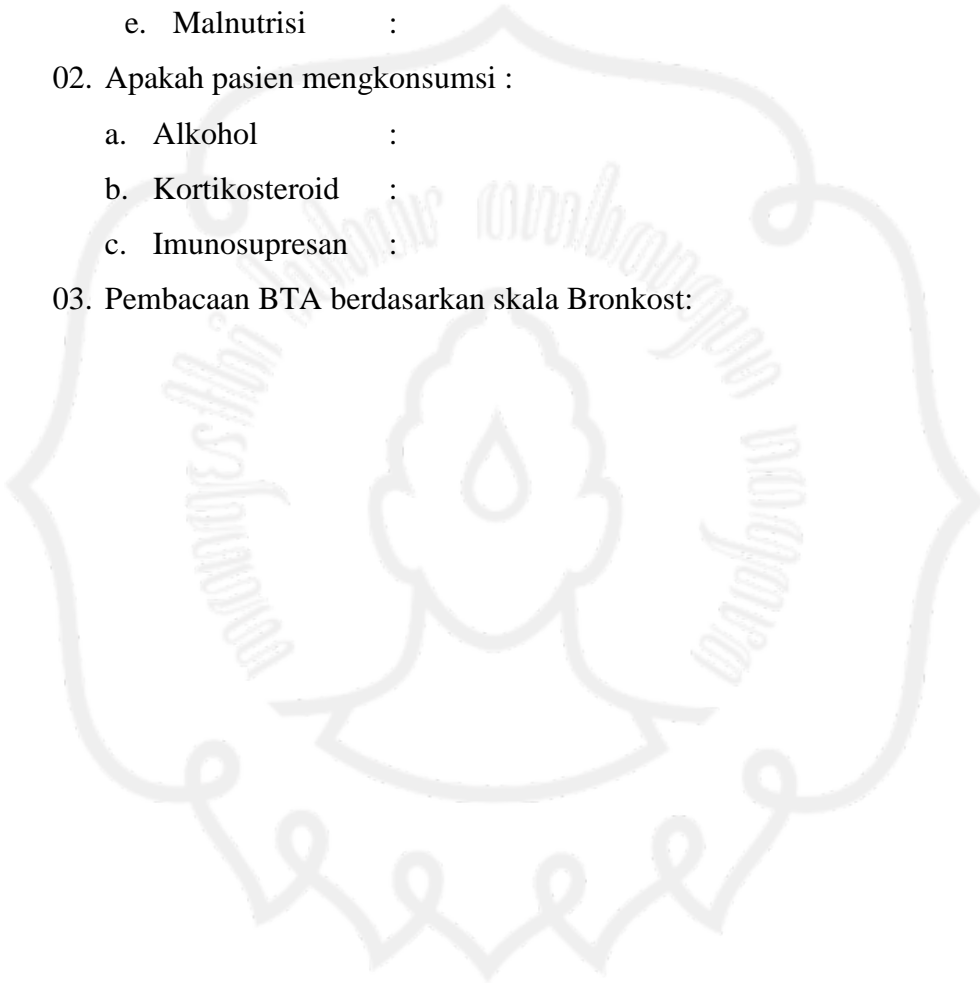 e. Malnutrisi :
02. Apakah pasien mengkonsumsi :
a. Alkohol :
b. Kortikosteroid :
c. Imunosupresan :
03. Pembacaan BTA berdasarkan skala Bronkost: